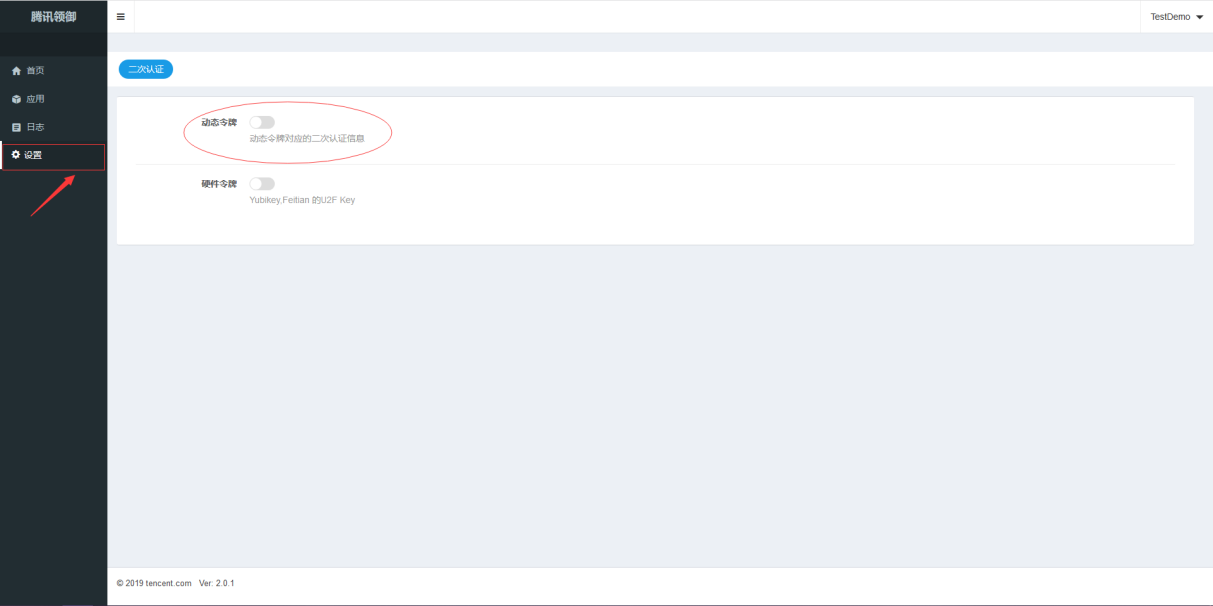 腾讯领御
TestDemo
首页
应用
日志
设置
二次认证
动态令牌
动态令牌对应的二次认证信息
硬件令牌
Yubikey,Feitian 的U2F Key
© 2019 tencent.com Ver: 2.0.1